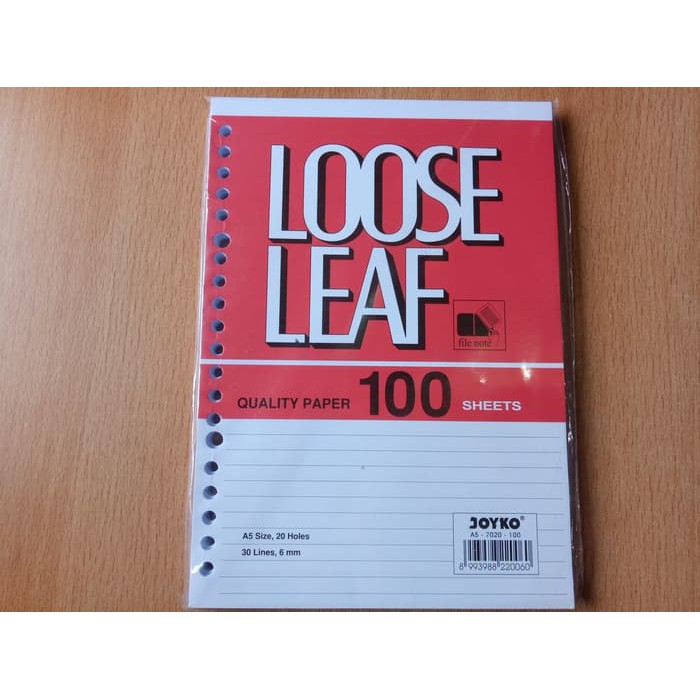 LOOSE
LEAF
file note
QUALITY PAPER 100 SHEETS
A5 Size, 20 Holes
30 Lines, 6 mm
JOYKO®
A5 - 7020 - 100
8 993988 220060